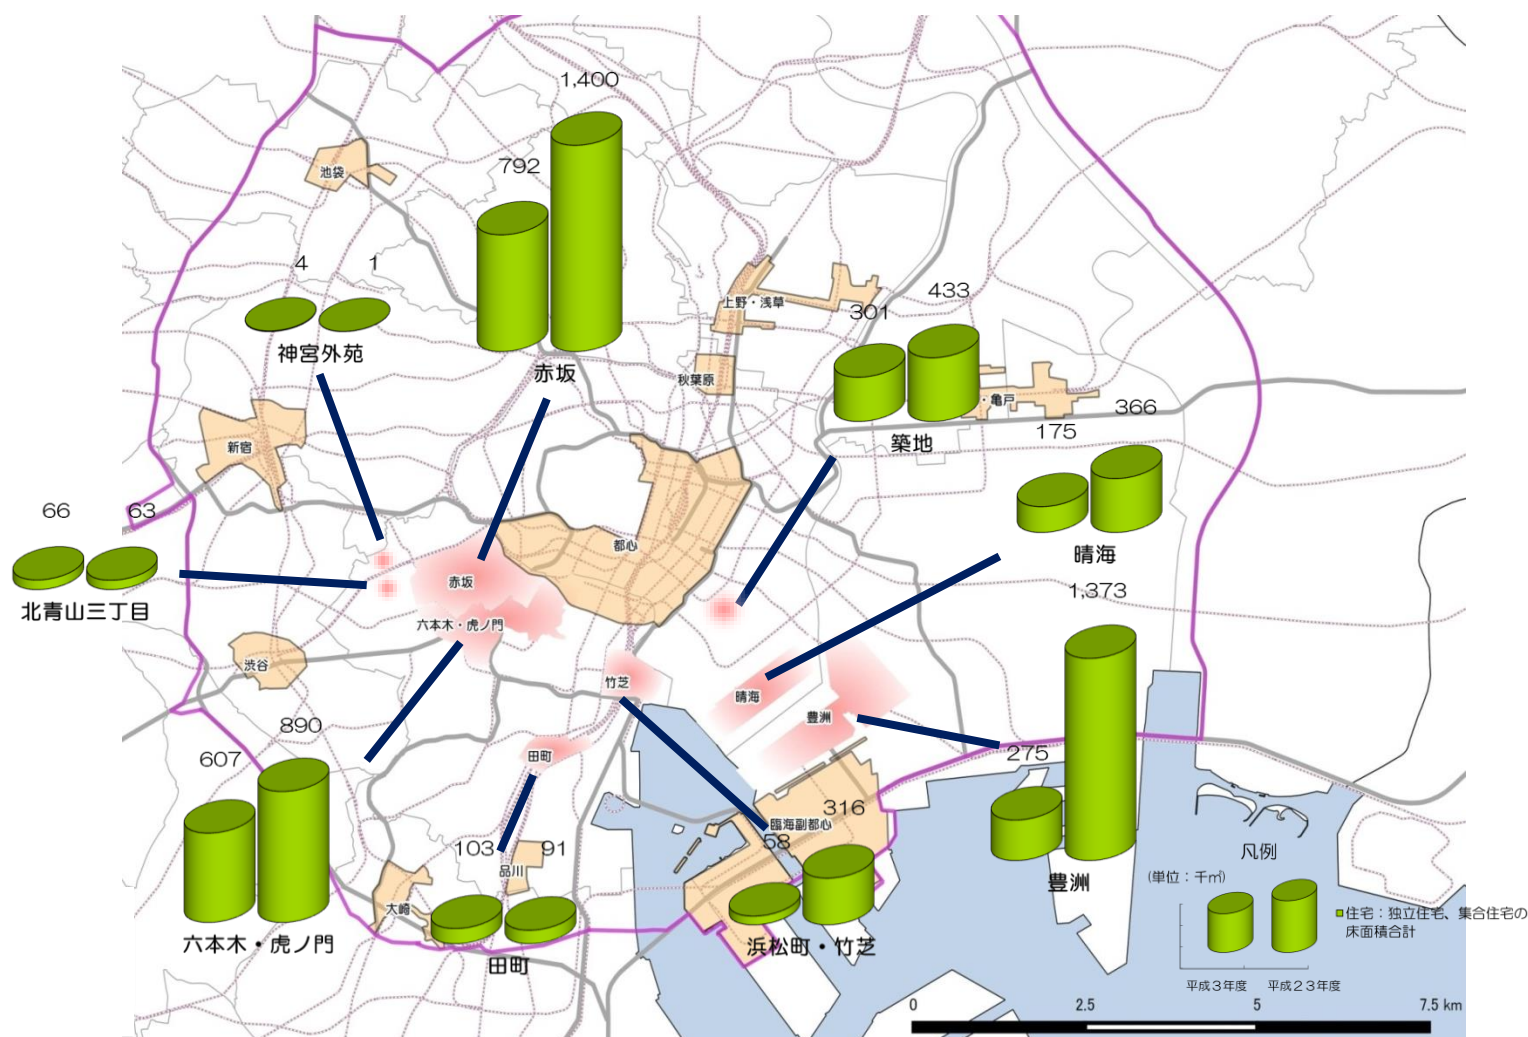 1,400
792
池袋
4
1
神宮外苑
赤坂
上野・浅草
301
433
秋葉原
・亀戸
366
175
築地
新宿
66
63
北青山三丁目
都心
晴海
1,373
赤坂
六本木・虎ノ門
渋谷
竹芝
晴海
豊洲
890
607
田町
275
316
臨海副都心
58
103
91
品川
大崎
六本木・虎ノ門
田町
浜松町・竹芝
豊洲
凡例
(単位:千㎡)
住宅:独立住宅、集合住宅の
床面積合計
平成3年度
平成23年度
0
2.5
5
7.5 km